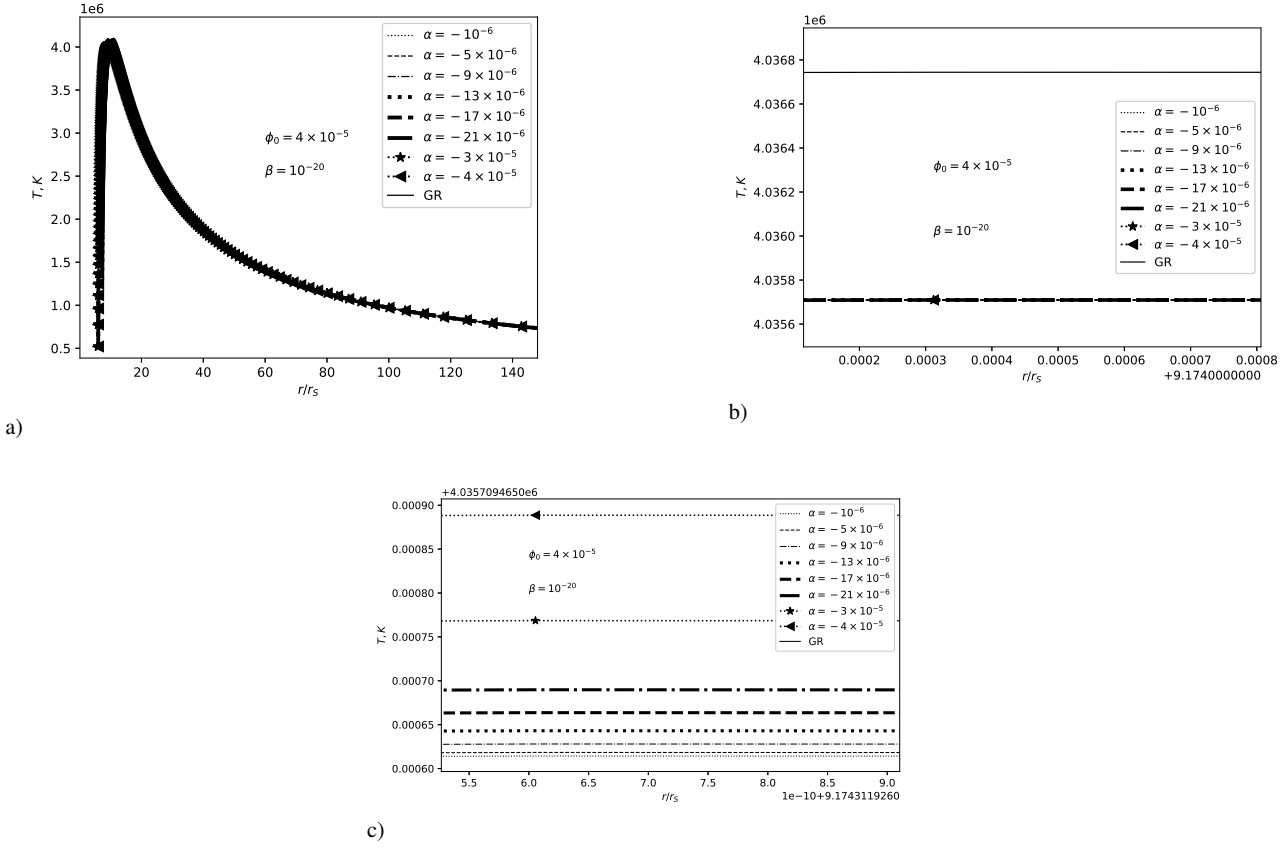 1e6
4.0
3.5
3.0
2.5
2.0
1.5
1.0
0.5
T, K
20 40 60 80 100 120 140
r/r_S
ϕ₀ = 4 × 10⁻⁵
β = 10⁻²⁰
α = − 10⁻⁶
α = − 5 × 10⁻⁶
α = − 9 × 10⁻⁶
α = − 13 × 10⁻⁶
α = − 17 × 10⁻⁶
α = − 21 × 10⁻⁶
α = − 3 × 10⁻⁵
α = − 4 × 10⁻⁵
GR
a)
1e6
4.0368
4.0366
4.0364
4.0362
4.0360
4.0358
4.0356
T, K
0.0002 0.0003 0.0004 0.0005 0.0006 0.0007 0.0008
r/r_S
+9.1740000000
ϕ₀ = 4 × 10⁻⁵
β = 10⁻²⁰
α = − 10⁻⁶
α = − 5 × 10⁻⁶
α = − 9 × 10⁻⁶
α = − 13 × 10⁻⁶
α = − 17 × 10⁻⁶
α = − 21 × 10⁻⁶
α = − 3 × 10⁻⁵
α = − 4 × 10⁻⁵
GR
b)
+4.0357094650e6
0.00090
0.00085
0.00080
0.00075
0.00070
0.00065
0.00060
T, K
5.5 6.0 6.5 7.0 7.5 8.0 8.5 9.0
r/r_S
1e-10+9.1743119260
ϕ₀ = 4 × 10⁻⁵
β = 10⁻²⁰
α = − 10⁻⁶
α = − 5 × 10⁻⁶
α = − 9 × 10⁻⁶
α = − 13 × 10⁻⁶
α = − 17 × 10⁻⁶
α = − 21 × 10⁻⁶
α = − 3 × 10⁻⁵
α = − 4 × 10⁻⁵
GR
c)